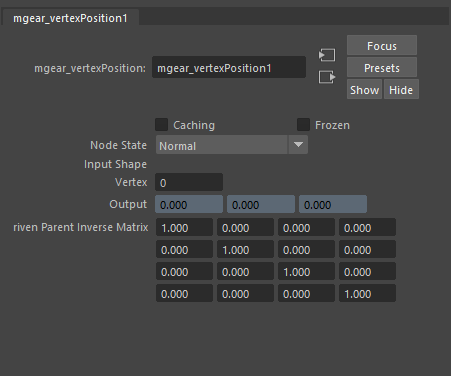 mgear_vertexPosition1
Focus
mgear_vertexPosition: mgear_vertexPosition1
Presets
Show Hide
Caching Frozen
Node State Normal
Input Shape
Vertex 0
Output 0.000 0.000 0.000
riven Parent Inverse Matrix 1.000 0.000 0.000 0.000
0.000 1.000 0.000 0.000
0.000 0.000 1.000 0.000
0.000 0.000 0.000 1.000